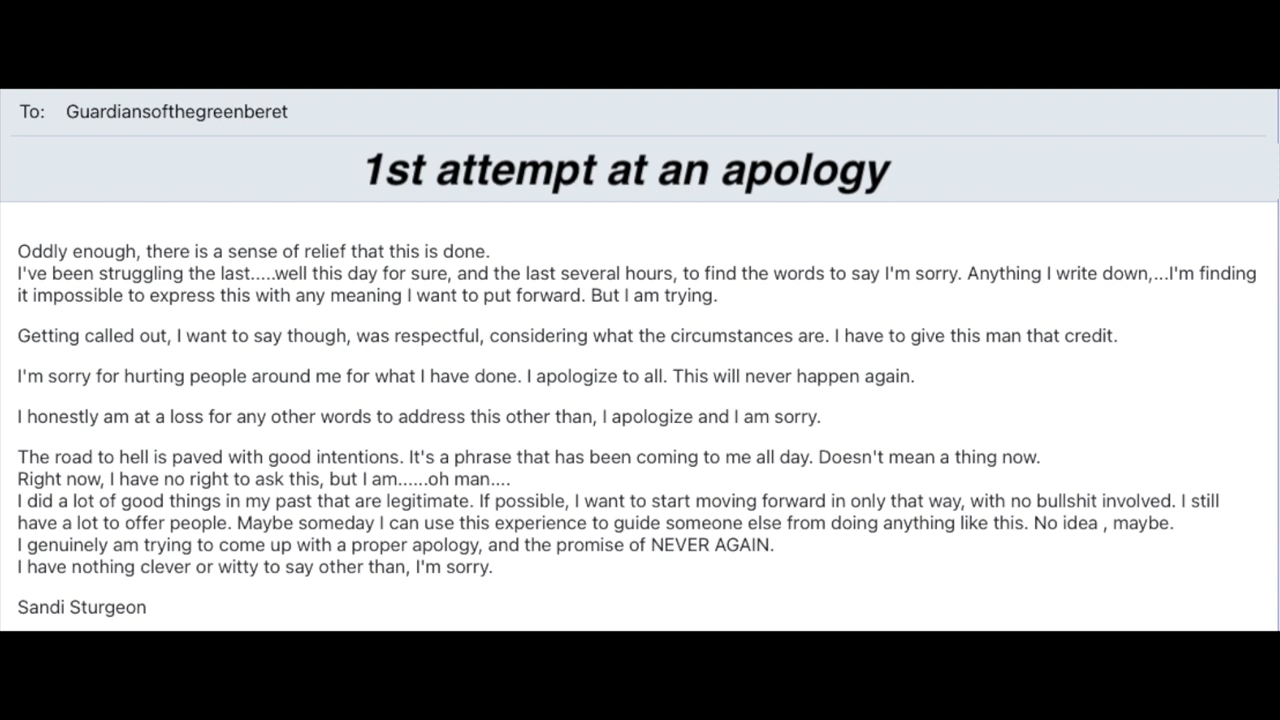 To: Guardiansofthegreenberet
1st attempt at an apology
Oddly enough, there is a sense of relief that this is done.
I've been struggling the last.....well this day for sure, and the last several hours, to find the words to say I'm sorry. Anything I write down,...I'm finding
it impossible to express this with any meaning I want to put forward. But I am trying.
Getting called out, I want to say though, was respectful, considering what the circumstances are. I have to give this man that credit.
I'm sorry for hurting people around me for what I have done. I apologize to all. This will never happen again.
I honestly am at a loss for any other words to address this other than, I apologize and I am sorry.
The road to hell is paved with good intentions. It's a phrase that has been coming to me all day. Doesn't mean a thing now.
Right now, I have no right to ask this, but I am......oh man....
I did a lot of good things in my past that are legitimate. If possible, I want to start moving forward in only that way, with no bullshit involved. I still
have a lot to offer people. Maybe someday I can use this experience to guide someone else from doing anything like this. No idea , maybe.
I genuinely am trying to come up with a proper apology, and the promise of NEVER AGAIN.
I have nothing clever or witty to say other than, I'm sorry.
Sandi Sturgeon